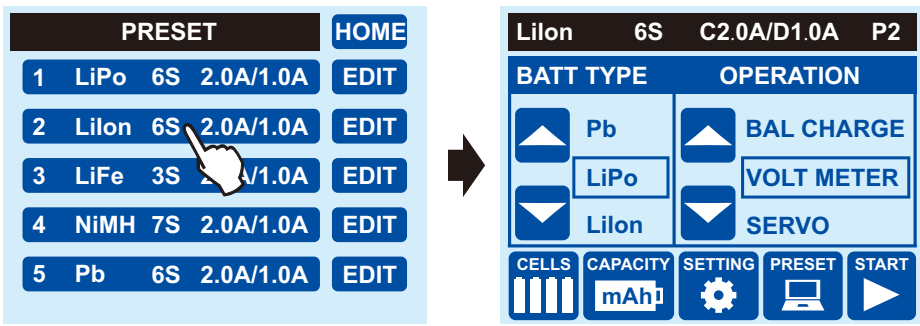 PRESET HOME
1 LiPo 6S 2.0A/1.0A EDIT
2 LiIon 6S 2.0A/1.0A EDIT
3 LiFe 3S /1.0A EDIT
4 NiMH 7S 2.0A/1.0A EDIT
5 Pb 6S 2.0A/1.0A EDIT
LiIon 6S C2.0A/D1.0A P2
BATT TYPE OPERATION
Pb BAL CHARGE
LiPo VOLT METER
LiIon SERVO
CELLS CAPACITY SETTING PRESET START
mAh